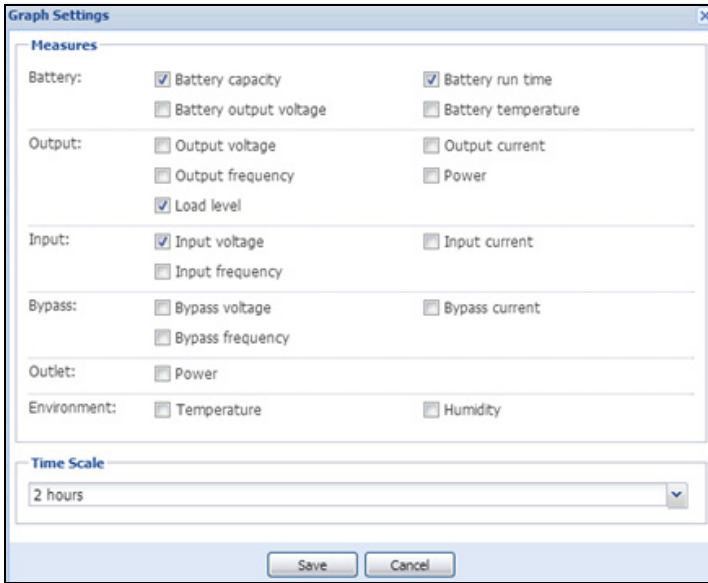 Graph Settings
Measures
Battery: Battery capacity Battery run time
Battery output voltage Battery temperature
Output: Output voltage Output current
Output frequency Power
Load level
Input: Input voltage Input current
Input frequency
Bypass: Bypass voltage Bypass current
Bypass frequency
Outlet: Power
Environment: Temperature Humidity
Time Scale
2 hours
Save Cancel